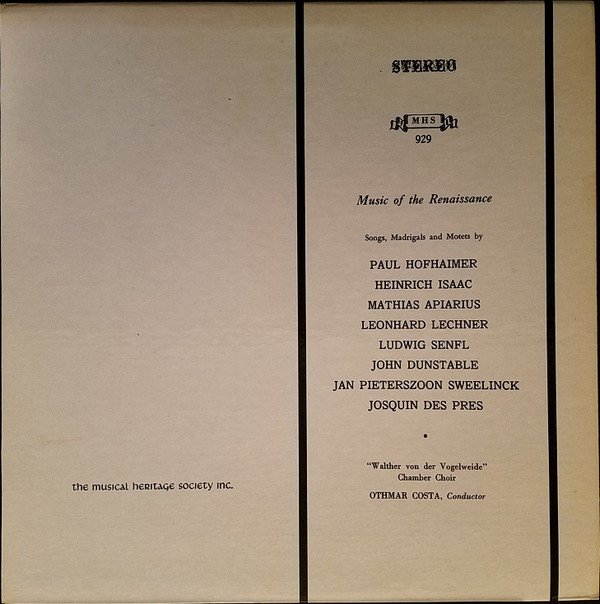 STEREO
MHS
929
Music of the Renaissance
Songs, Madrigals and Motets by
PAUL HOFHAIMER
HEINRICH ISAAC
MATHIAS APIARIUS
LEONHARD LECHNER
LUDWIG SENFL
JOHN DUNSTABLE
JAN PIETERSZOON SWEELINCK
JOSQUIN DES PRES
•
"Walther von der Vogelweide"
Chamber Choir
OTHMAR COSTA, Conductor
the musical heritage society inc.